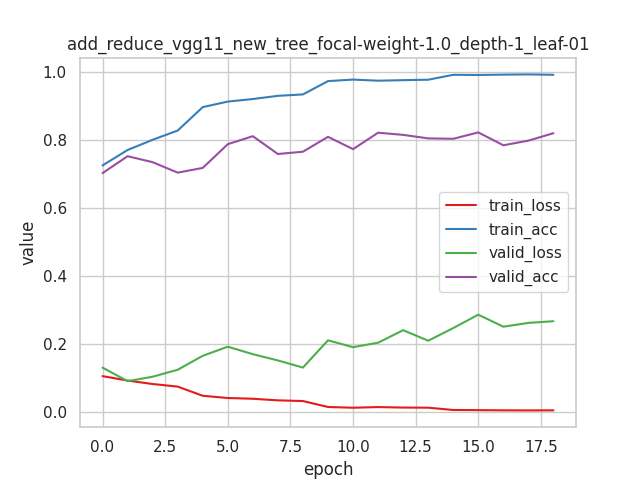 add_reduce_vgg11_new_tree_focal-weight-1.0_depth-1_leaf-01
1.0
0.8
0.6
0.4
0.2
0.0
value
train_loss
train_acc
valid_loss
valid_acc
0.0 2.5 5.0 7.5 10.0 12.5 15.0 17.5
epoch